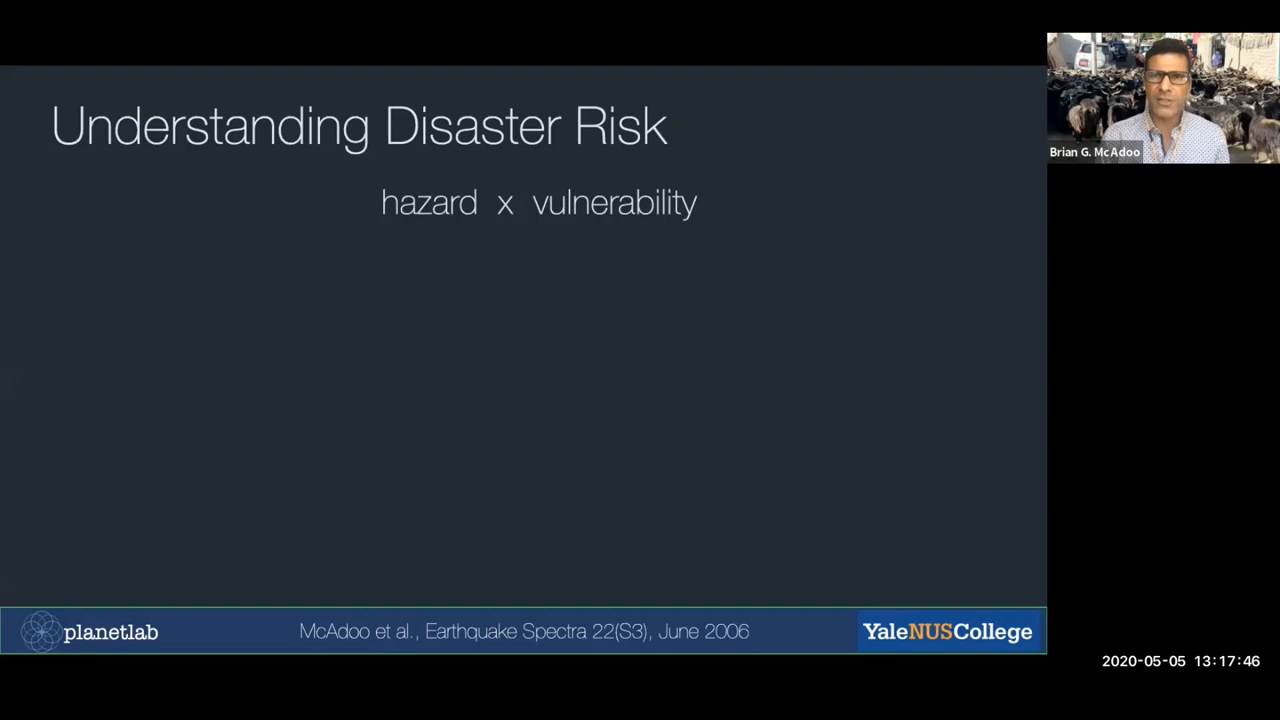 Understanding Disaster Risk
hazard x vulnerability
Brian G. McAdoo
planetlab
McAdoo et al., Earthquake Spectra 22(S3), June 2006
YaleNUSCollege
2020-05-05 13:17:46